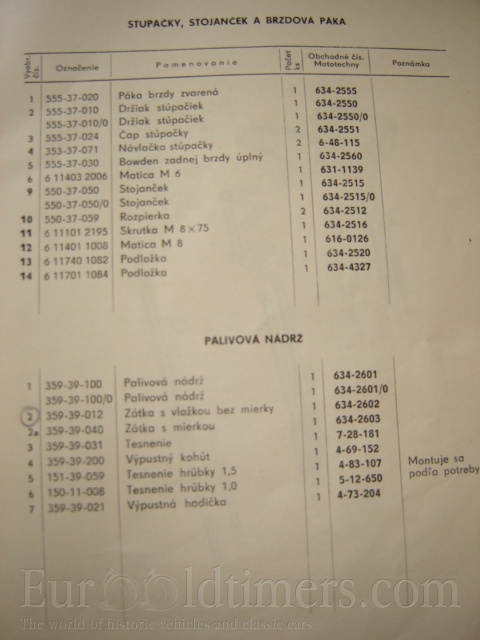 STUPAČKY, STOJANČEK A BRZDOVÁ PÁKA
Vyobr. čís. Označenie Pomenovanie Počet ks Obchodné čís. Mototechny Poznámka
1 555-37-020 Páka brzdy zvarená 1 634-2555
2 555-37-010 Držiak stúpačiek 1 634-2550
555-37-010/0 Držiak stúpačiek 1 634-2550/0
3 555-37-024 Čap stúpačky 2 634-2551
4 353-37-071 Návlačka stúpačky 2 6-48-115
5 555-37-030 Bowden zadnej brzdy úplný 1 634-2560
6 6 11403 2006 Matica M 6 1 631-1139
9 550-37-050 Stojanček 1 634-2515
550-37-050/0 Stojanček 1 634-2515/0
10 550-37-059 Rozpierka 2 634-2512
11 6 11101 2195 Skrutka M 8×75 1 634-2516
12 6 11401 1008 Matica M 8 1 616-0126
13 6 11740 1082 Podložka 1 634-2520
14 6 11701 1084 Podložka 1 634-4327
PALIVOVÁ NÁDRŽ
1 359-39-100 Palivová nádrž 1 634-2601
359-39-100/0 Palivová nádrž 1 634-2601/0
2 359-39-012 Zátka s vložkou bez mierky 1 634-2602
2a 359-39-040 Zátka s mierkou 1 634-2603
3 359-39-031 Tesnenie 1 7-28-181
4 359-39-200 Výpustný kohút 1 4-69-152
5 151-39-059 Tesnenie hrúbky 1,5 1 4-83-107 Montuje sa
6 150-11-008 Tesnenie hrúbky 1,0 1 5-12-650 podľa potreby
7 359-39-021 Výpustná hadička 1 4-73-204
EurOOldtimers.com
The world of historic vehicles and classic cars